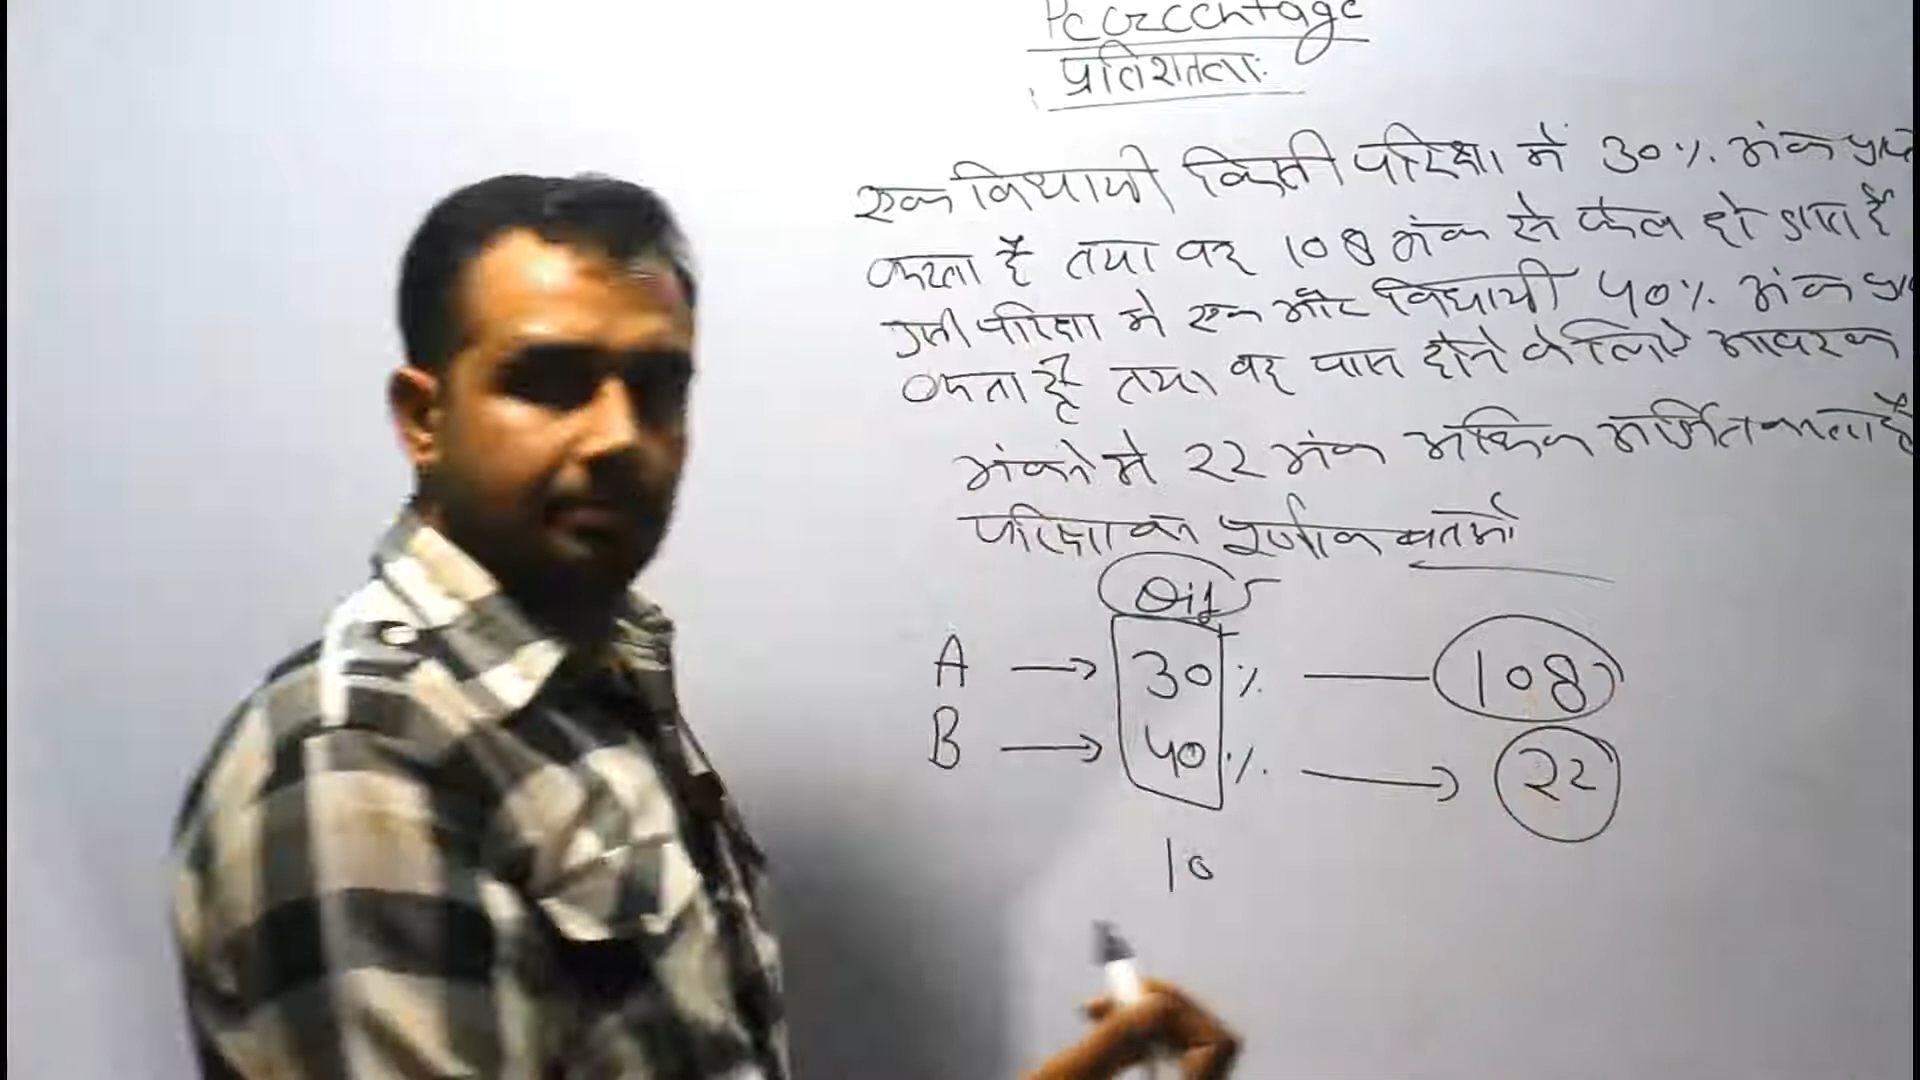 Percentage
प्रतिशतता:
एक विधार्थी किसी परिक्षा में 30%. अंक प्राप्त
करता है तथा वह 108 अंक से फेल हो जाता है
उसी परिक्षा मे एक और विधार्थी 40%. अंक
करता है तथा वह पास होने के लिए आवश्यक
अंको मे 22 अंक अधिक अर्जित करता है
परिक्षा का पूर्णांक बताओ
Dif
A → 30% — 108
B → 40% → 22
10